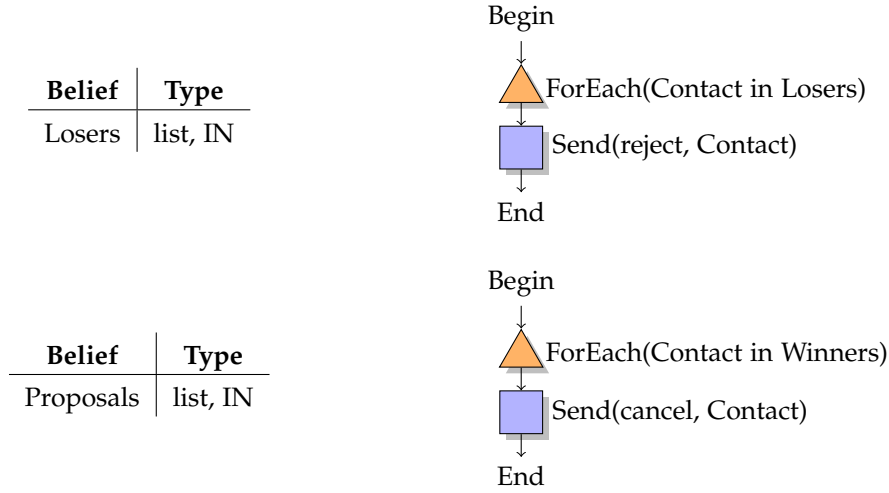 Belief Type
Losers list, IN
Begin
ForEach(Contact in Losers)
Send(reject, Contact)
End
Belief Type
Proposals list, IN
Begin
ForEach(Contact in Winners)
Send(cancel, Contact)
End